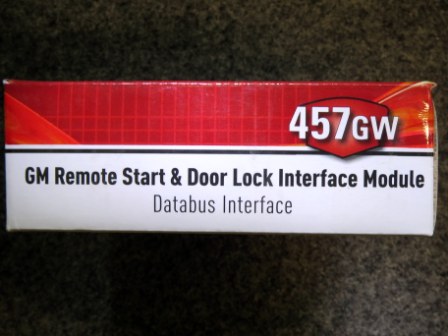 457GW
GM Remote Start & Door Lock Interface Module
Databus Interface